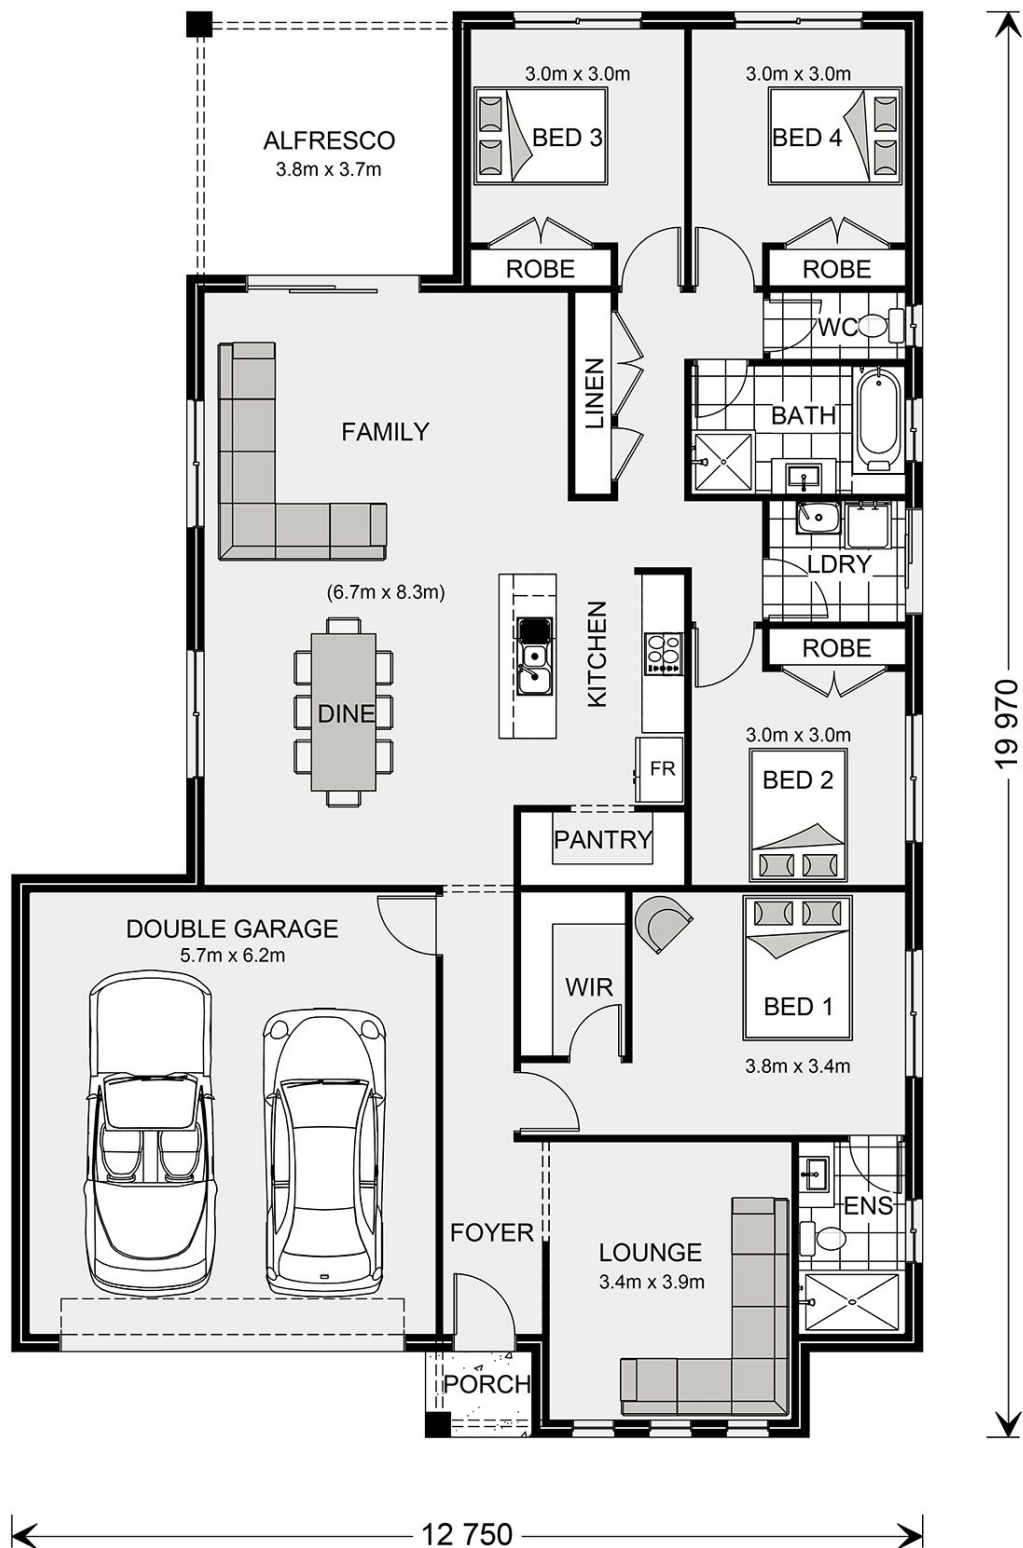 3.0m x 3.0m
BED 3
3.0m x 3.0m
BED 4
ALFRESCO
3.8m x 3.7m
ROBE
ROBE
WC
LINEN
BATH
FAMILY
(6.7m x 8.3m)
LDRY
ROBE
KITCHEN
DINE
FR
3.0m x 3.0m
BED 2
PANTRY
19 970
DOUBLE GARAGE
5.7m x 6.2m
WIR
BED 1
3.8m x 3.4m
ENS
FOYER
LOUNGE
3.4m x 3.9m
PORCH
12 750